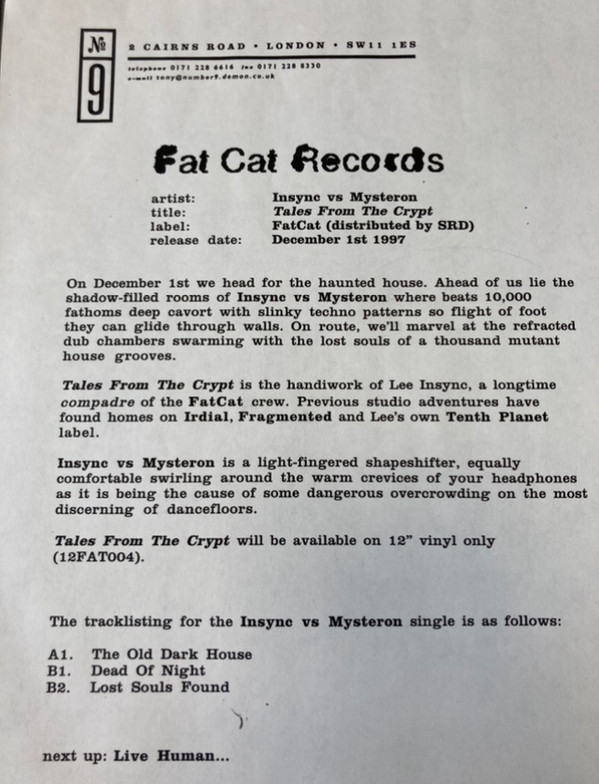 №
9
2 CAIRNS ROAD • LONDON • SW11 1ES
telephone 0171 228 6616 fax 0171 228 8330
e-mail tony@number9.demon.co.uk
Fat Cat Records
artist: Insync vs Mysteron
title: Tales From The Crypt
label: FatCat (distributed by SRD)
release date: December 1st 1997
On December 1st we head for the haunted house. Ahead of us lie the
shadow-filled rooms of Insync vs Mysteron where beats 10,000
fathoms deep cavort with slinky techno patterns so flight of foot
they can glide through walls. On route, we'll marvel at the refracted
dub chambers swarming with the lost souls of a thousand mutant
house grooves.
Tales From The Crypt is the handiwork of Lee Insync, a longtime
compadre of the FatCat crew. Previous studio adventures have
found homes on Irdial, Fragmented and Lee's own Tenth Planet
label.
Insync vs Mysteron is a light-fingered shapeshifter, equally
comfortable swirling around the warm crevices of your headphones
as it is being the cause of some dangerous overcrowding on the most
discerning of dancefloors.
Tales From The Crypt will be available on 12" vinyl only
(12FAT004).
The tracklisting for the Insync vs Mysteron single is as follows:
A1. The Old Dark House
B1. Dead Of Night
B2. Lost Souls Found
next up: Live Human...